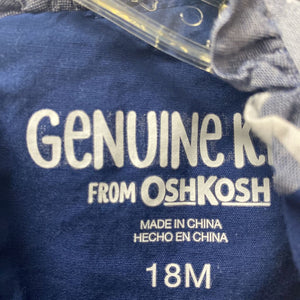 GENUINE K
FROM OSHKOSH
MADE IN CHINA
HECHO EN CHINA
18M